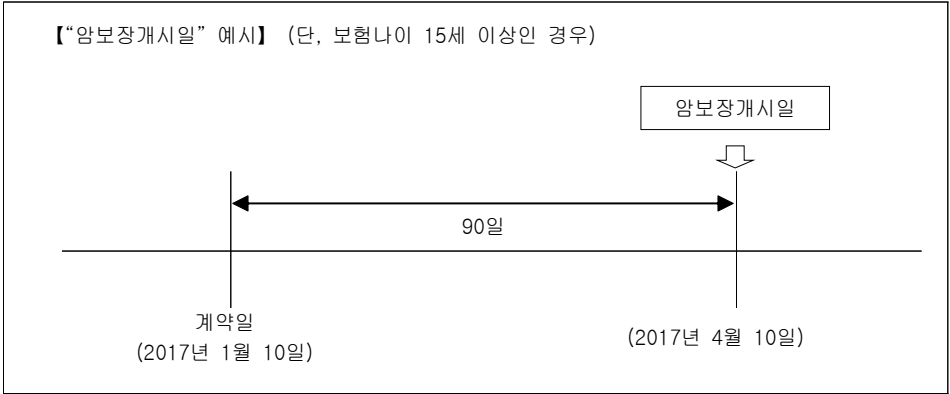 【“암보장개시일” 예시】 (단, 보험나이 15세 이상인 경우)
암보장개시일
90일
계약일
(2017년 1월 10일)
(2017년 4월 10일)